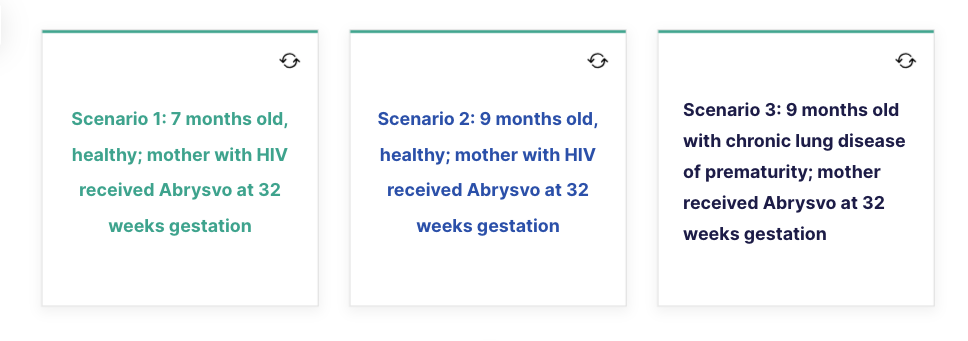 Scenario 1: 7 months old,
healthy; mother with HIV
received Abrysvo at 32
weeks gestation
Scenario 2: 9 months old,
healthy; mother with HIV
received Abrysvo at 32
weeks gestation
Scenario 3: 9 months old
with chronic lung disease
of prematurity; mother
received Abrysvo at 32
weeks gestation